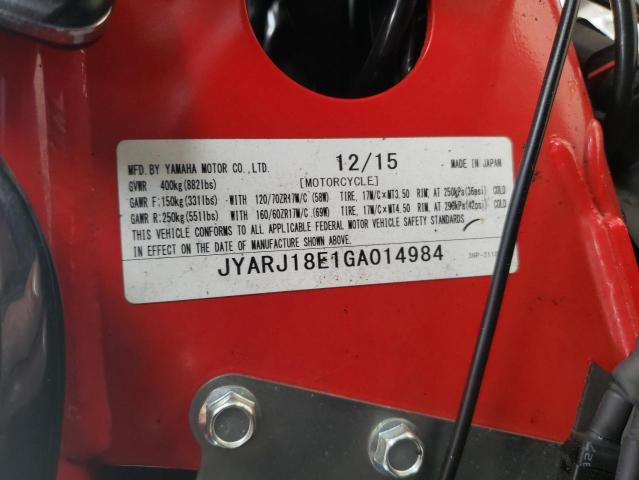 MFD. BY YAMAHA MOTOR CO., LTD. 12/15 MADE IN JAPAN
GVWR 400kg(882lbs) [MOTORCYCLE]
GAWR F:150kg(331lbs) -WITH 120/70ZR17M/C (58W) TIRE, 17M/C×MT3.50 RIM, AT 250kPa(36psi) COLD
GAWR R:250kg(551lbs) -WITH 160/60ZR17M/C (69W) TIRE, 17M/C×MT4.50 RIM, AT 290kPa(42psi) COLD
THIS VEHICLE CONFORMS TO ALL APPLICABLE FEDERAL MOTOR VEHICLE SAFETY STANDARDS
IN EFFECT ON THE DATE OF MANUFACTURE SHOWN ABOVE.
JYARJ18E1GA014984